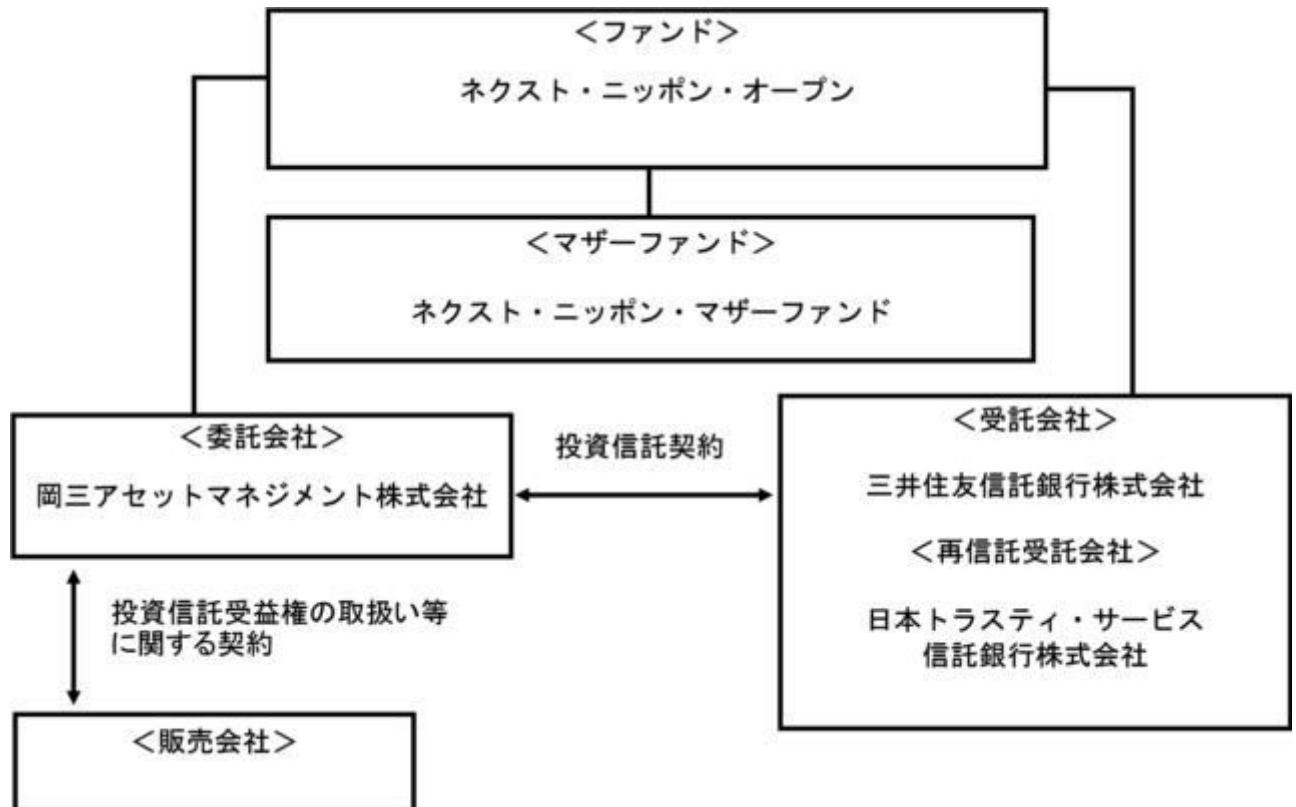 ＜ファンド＞
ネクスト・ニッポン・オープン
＜マザーファンド＞
ネクスト・ニッポン・マザーファンド
＜委託会社＞
岡三アセットマネジメント株式会社
投資信託契約
＜受託会社＞
三井住友信託銀行株式会社
＜再信託受託会社＞
日本トラスティ・サービス
信託銀行株式会社
投資信託受益権の取扱い等
に関する契約
＜販売会社＞